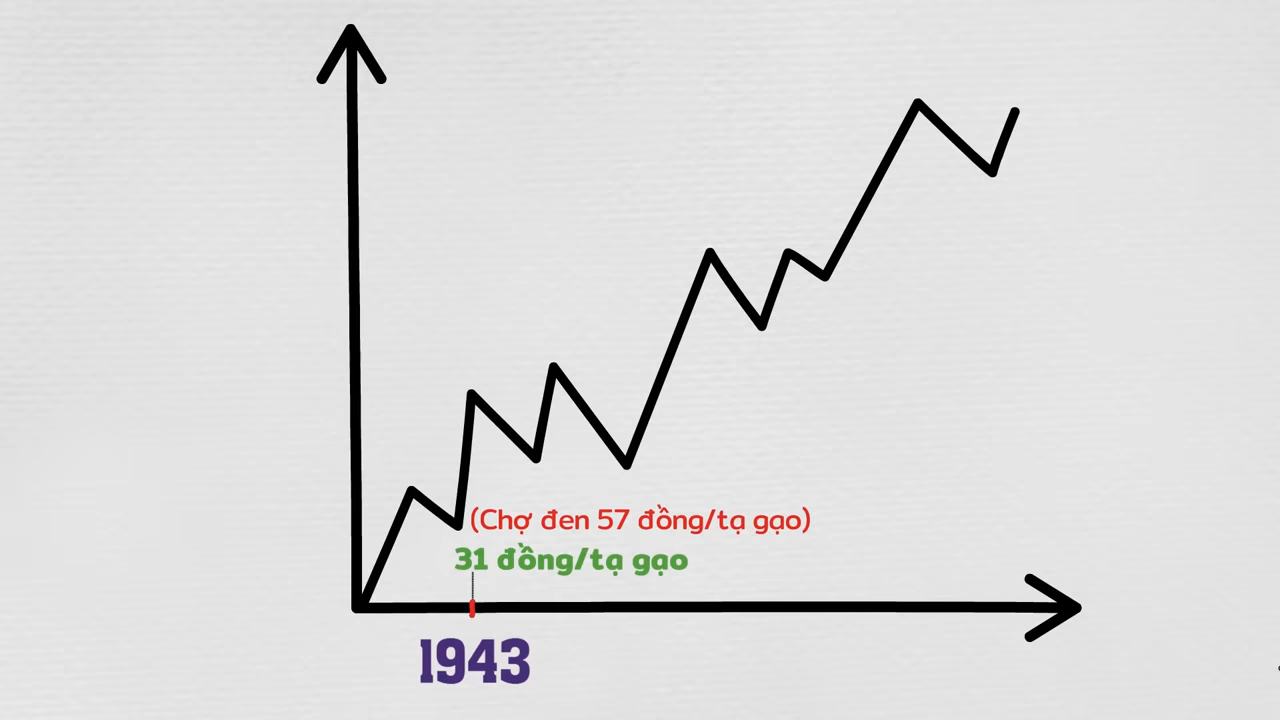 (Chợ đen 57 đồng/tạ gạo)
31 đồng/tạ gạo
1943